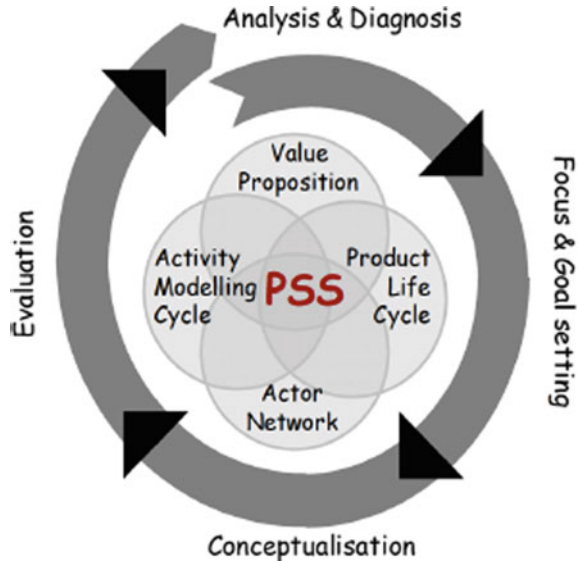 Analysis & Diagnosis
Value
Proposition
Activity
Modelling
Cycle
PSS
Product
Life
Cycle
Actor
Network
Focus & Goal setting
Conceptualisation
Evaluation